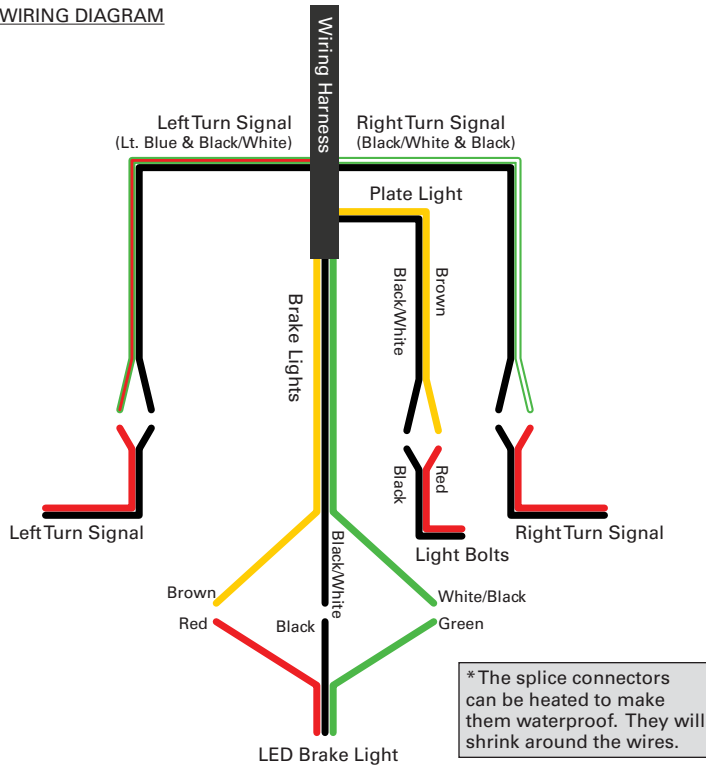 WIRING DIAGRAM
Wiring Harness
Left Turn Signal
(Lt. Blue & Black/White)
Right Turn Signal
(Black/White & Black)
Plate Light
Brown
Black/White
Brake Lights
Black
Red
Left Turn Signal
Light Bolts
Right Turn Signal
Black/White
Brown
White/Black
Red
Black
Green
LED Brake Light
*The splice connectors
can be heated to make
them waterproof. They will
shrink around the wires.